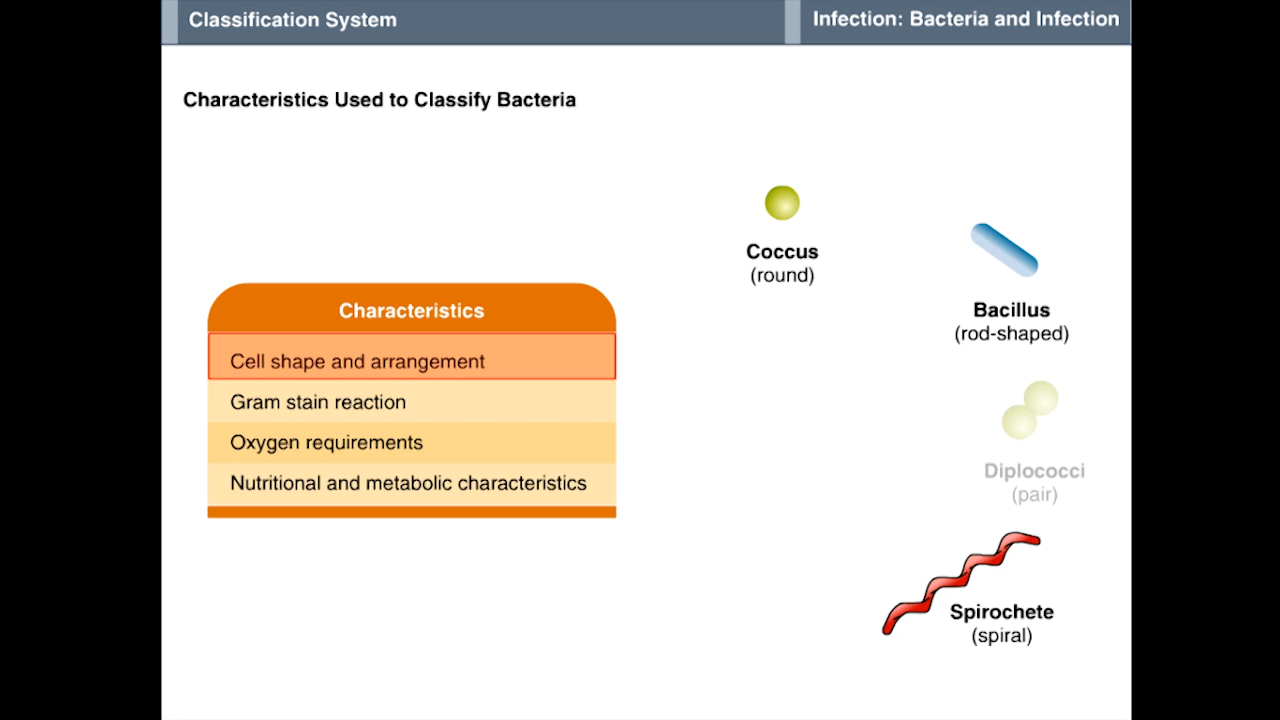 Classification System
Infection: Bacteria and Infection
Characteristics Used to Classify Bacteria
Characteristics
Cell shape and arrangement
Gram stain reaction
Oxygen requirements
Nutritional and metabolic characteristics
Coccus
(round)
Bacillus
(rod-shaped)
Diplococci
(pair)
Spirochete
(spiral)